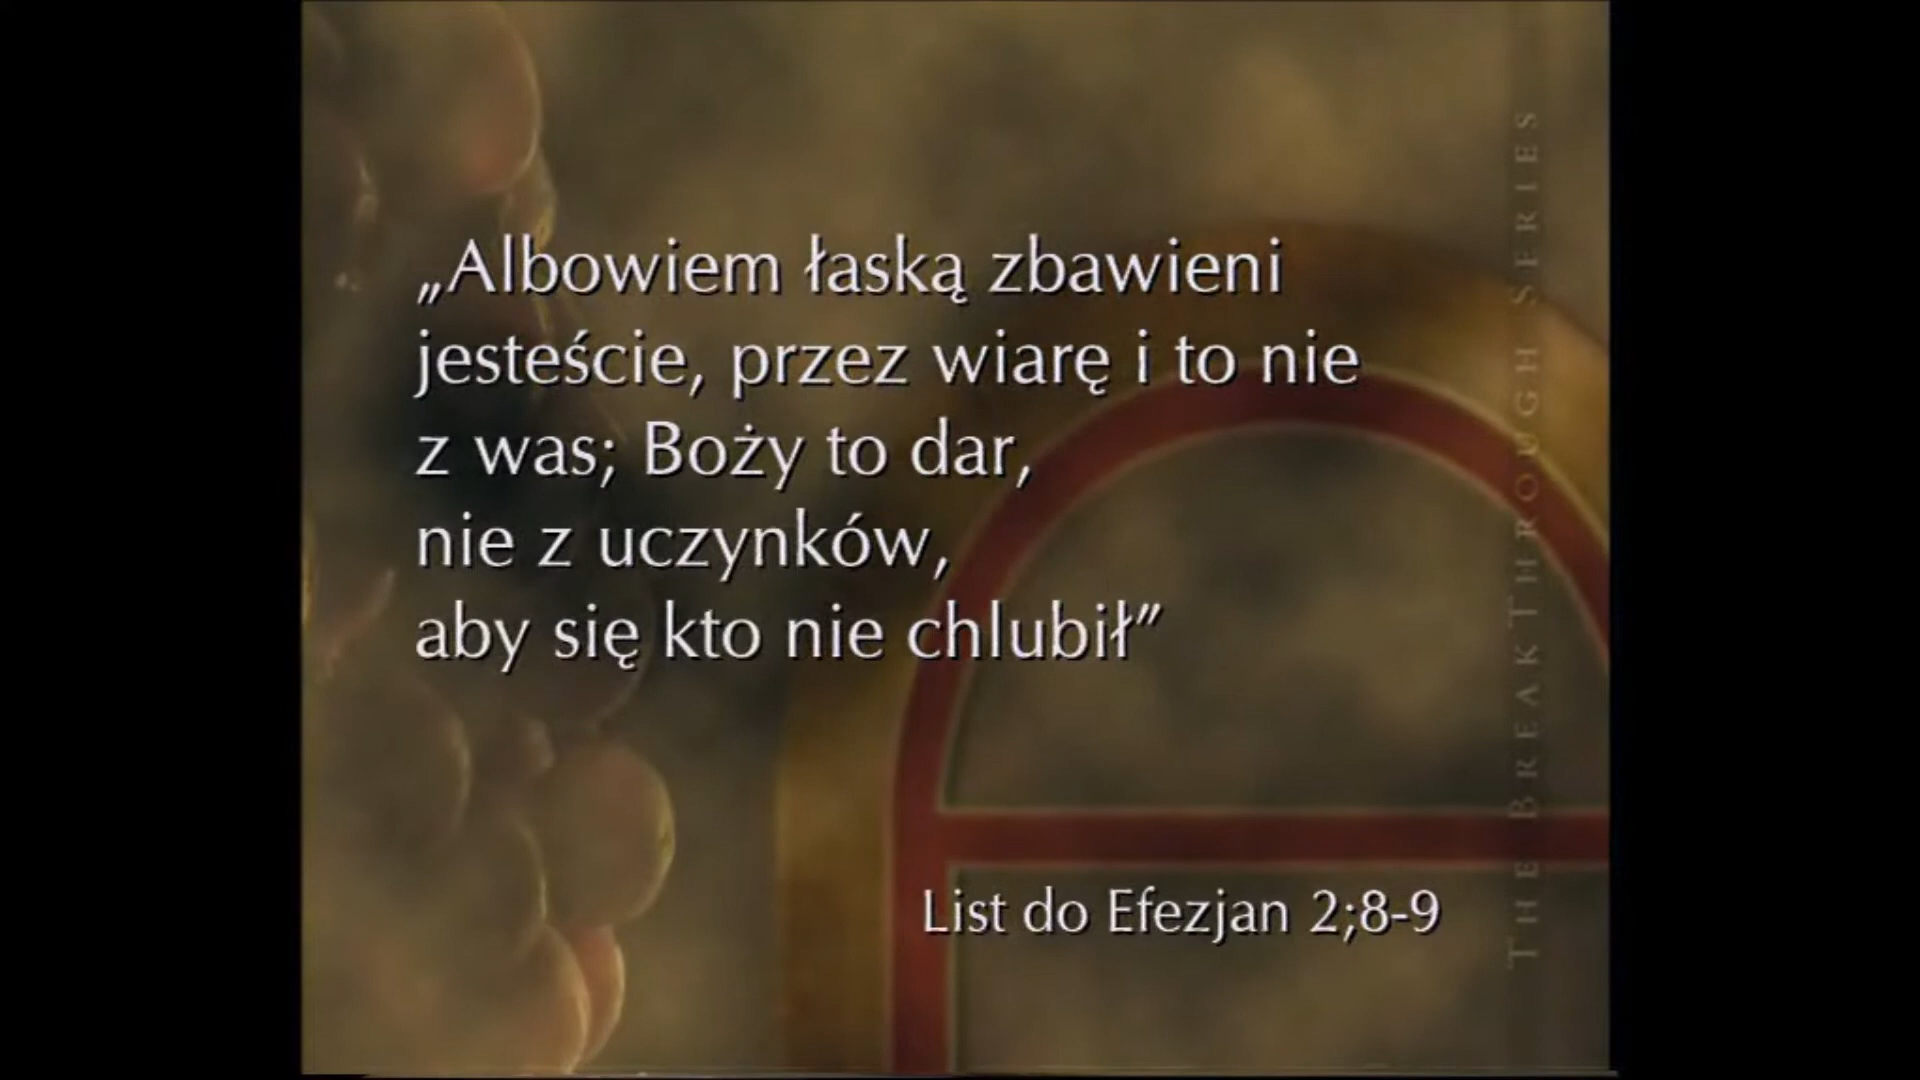 „Albowiem łaską zbawieni
jesteście, przez wiarę i to nie
z was; Boży to dar,
nie z uczynków,
aby się kto nie chlubił”
List do Efezjan 2;8-9
THE BREAKTHROUGH SERIES